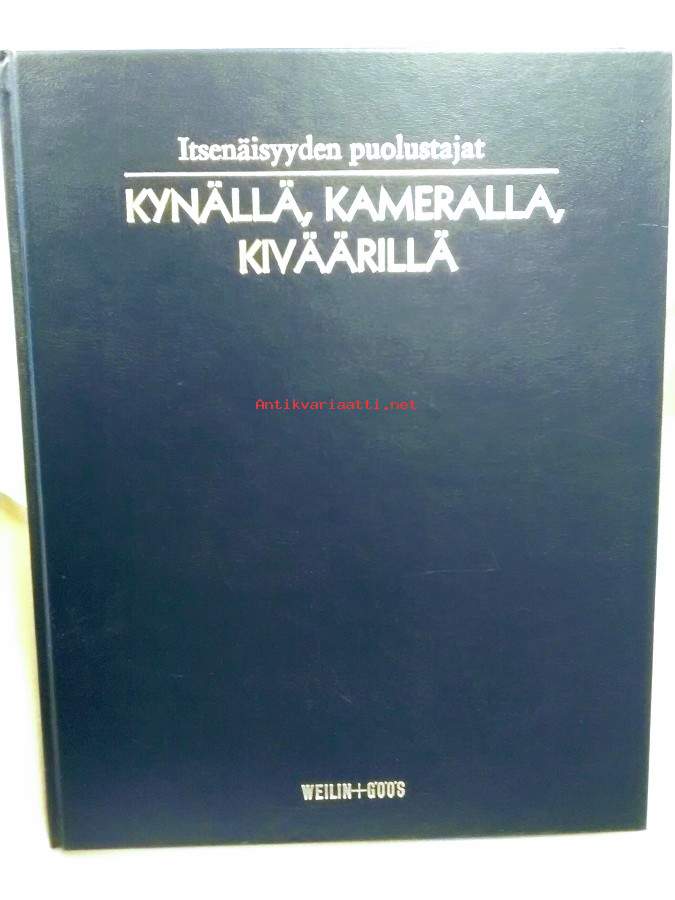 Itsenäisyyden puolustajat
KYNÄLLÄ, KAMERALLA,
KIVÄÄRILLÄ
Antikvariaatti.net
WEILIN+GÖÖS